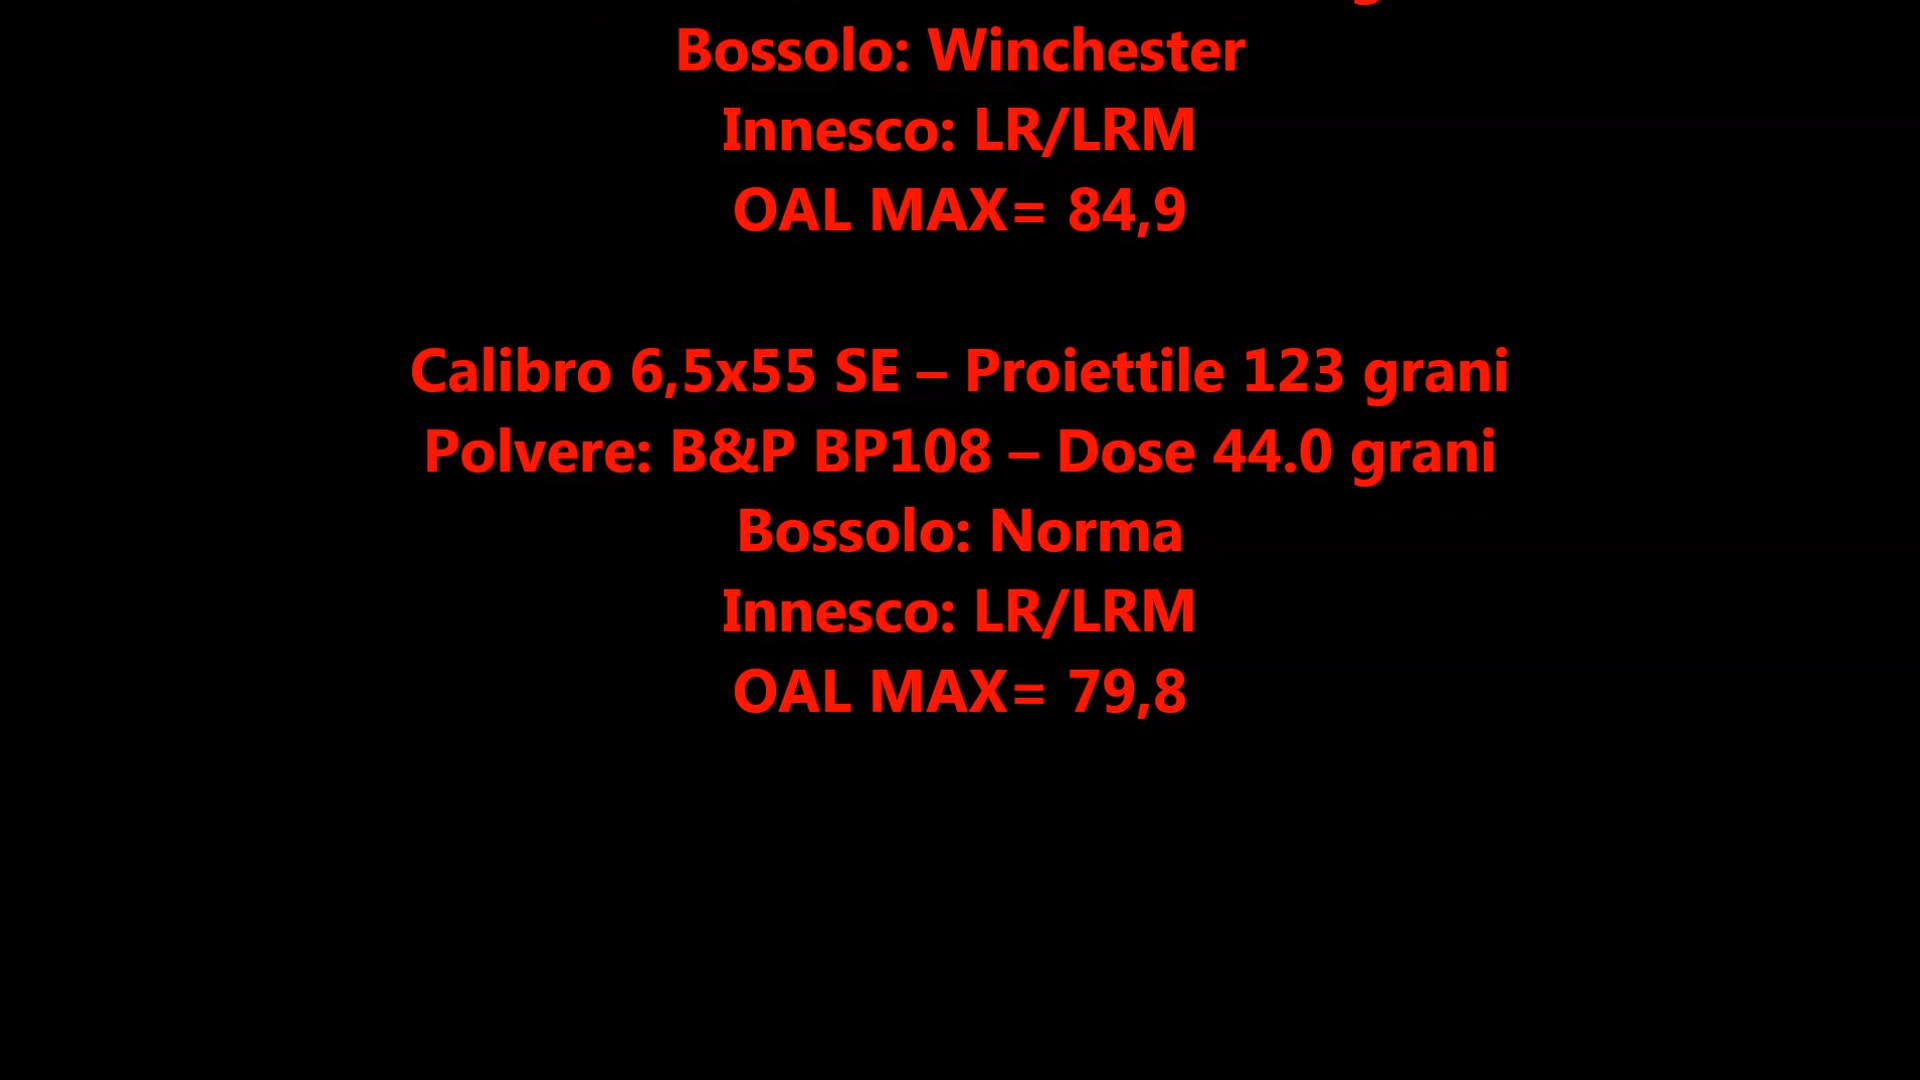 Bossolo: Winchester
Innesco: LR/LRM
OAL MAX= 84,9
Calibro 6,5x55 SE – Proiettile 123 grani
Polvere: B&P BP108 – Dose 44.0 grani
Bossolo: Norma
Innesco: LR/LRM
OAL MAX= 79,8